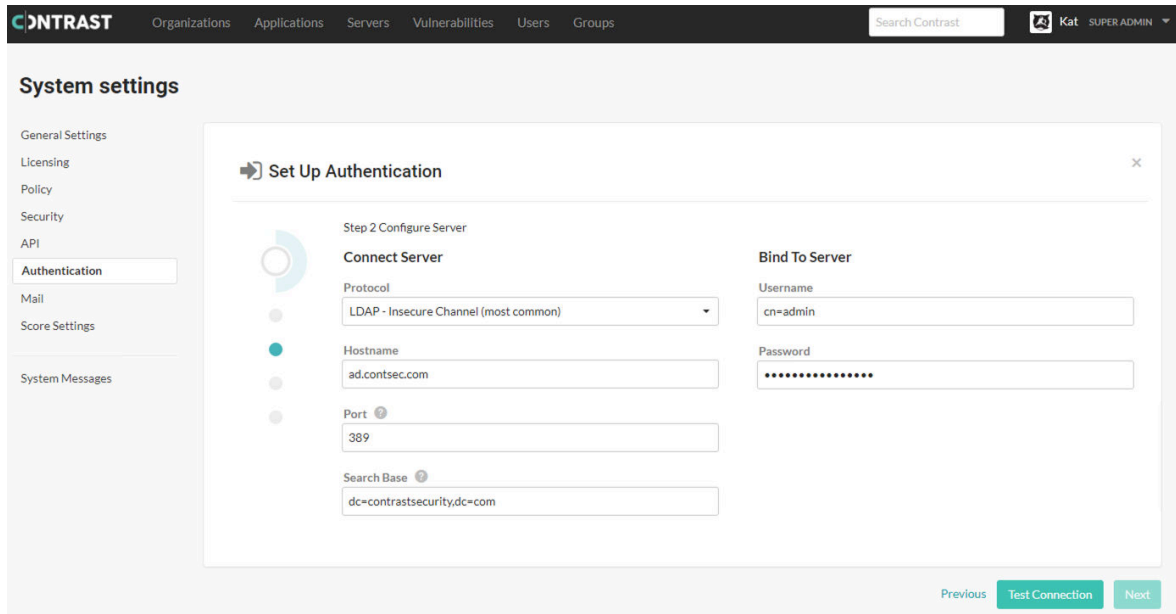 CONTRAST Organizations Applications Servers Vulnerabilities Users Groups Search Contrast Kat SUPER ADMIN
System settings
General Settings
Licensing
Policy
Security
API
Authentication
Mail
Score Settings
System Messages
Set Up Authentication
Step 2 Configure Server
Connect Server
Protocol
LDAP - Insecure Channel (most common)
Hostname
ad.contsec.com
Port
389
Search Base
dc=contrastsecurity,dc=com
Bind To Server
Username
cn=admin
Password
••••••••••••••••
Previous Test Connection Next